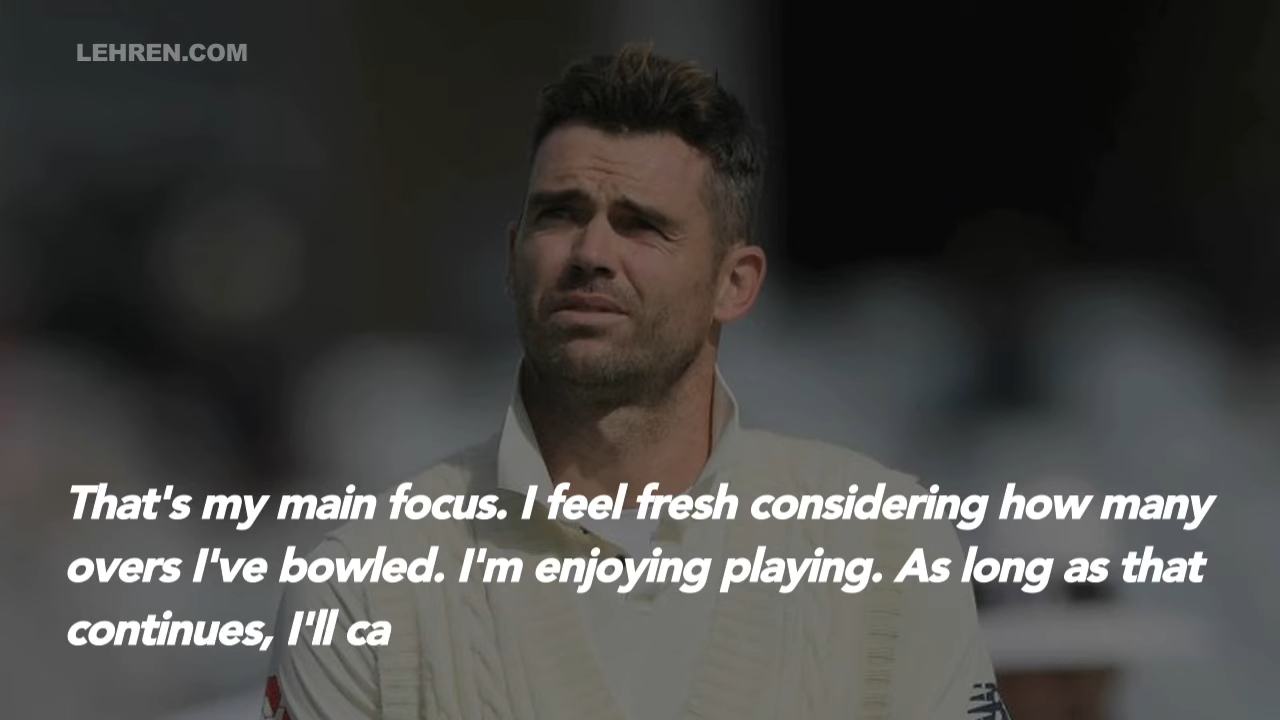 LEHREN.COM
That's my main focus. I feel fresh considering how many
overs I've bowled. I'm enjoying playing. As long as that
continues, I'll ca